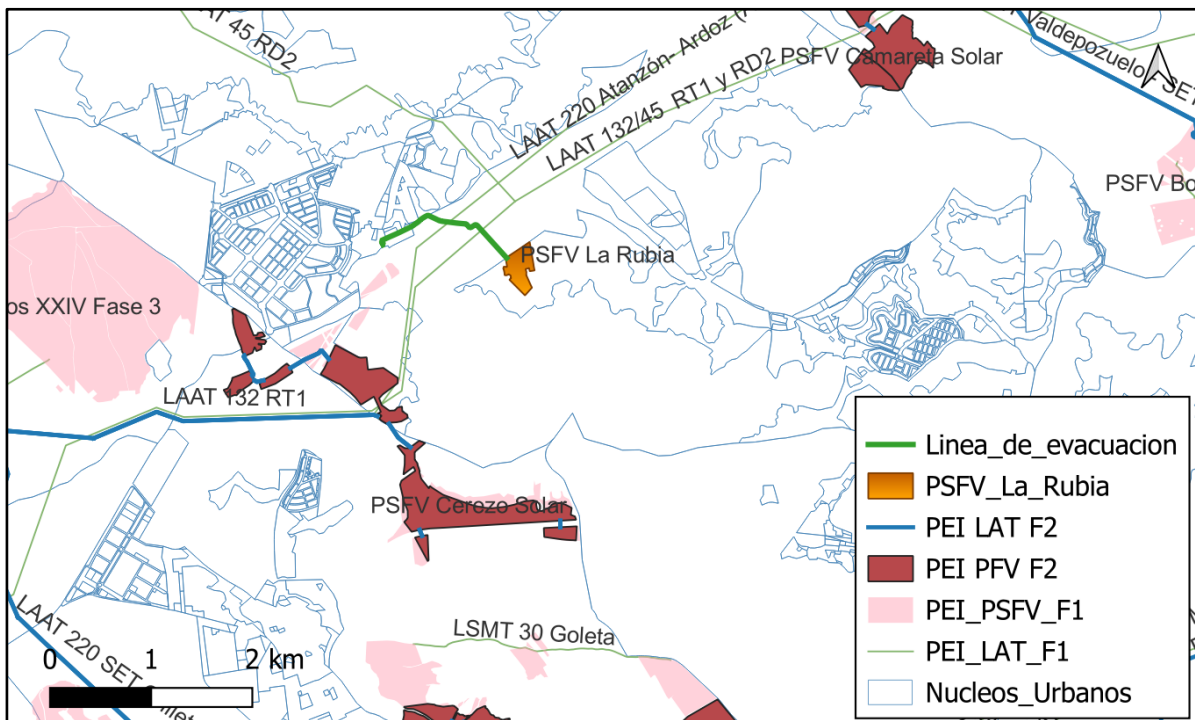 LAAT 45 RD2
LAAT 220 Atanzón- Ardoz
LAAT 132/45 RT1 y RD2
PSFV Camareta Solar
Valdepozuelo
SET
PSFV Bo
PSFV La Rubia
os XXIV Fase 3
LAAT 132 RT1
PSFV Cerezo Solar
LSMT 30 Goleta
LAAT 220 SET
0 1 2 km
Linea_de_evacuacion
PSFV_La_Rubia
PEI LAT F2
PEI PFV F2
PEI_PSFV_F1
PEI_LAT_F1
Nucleos_Urbanos